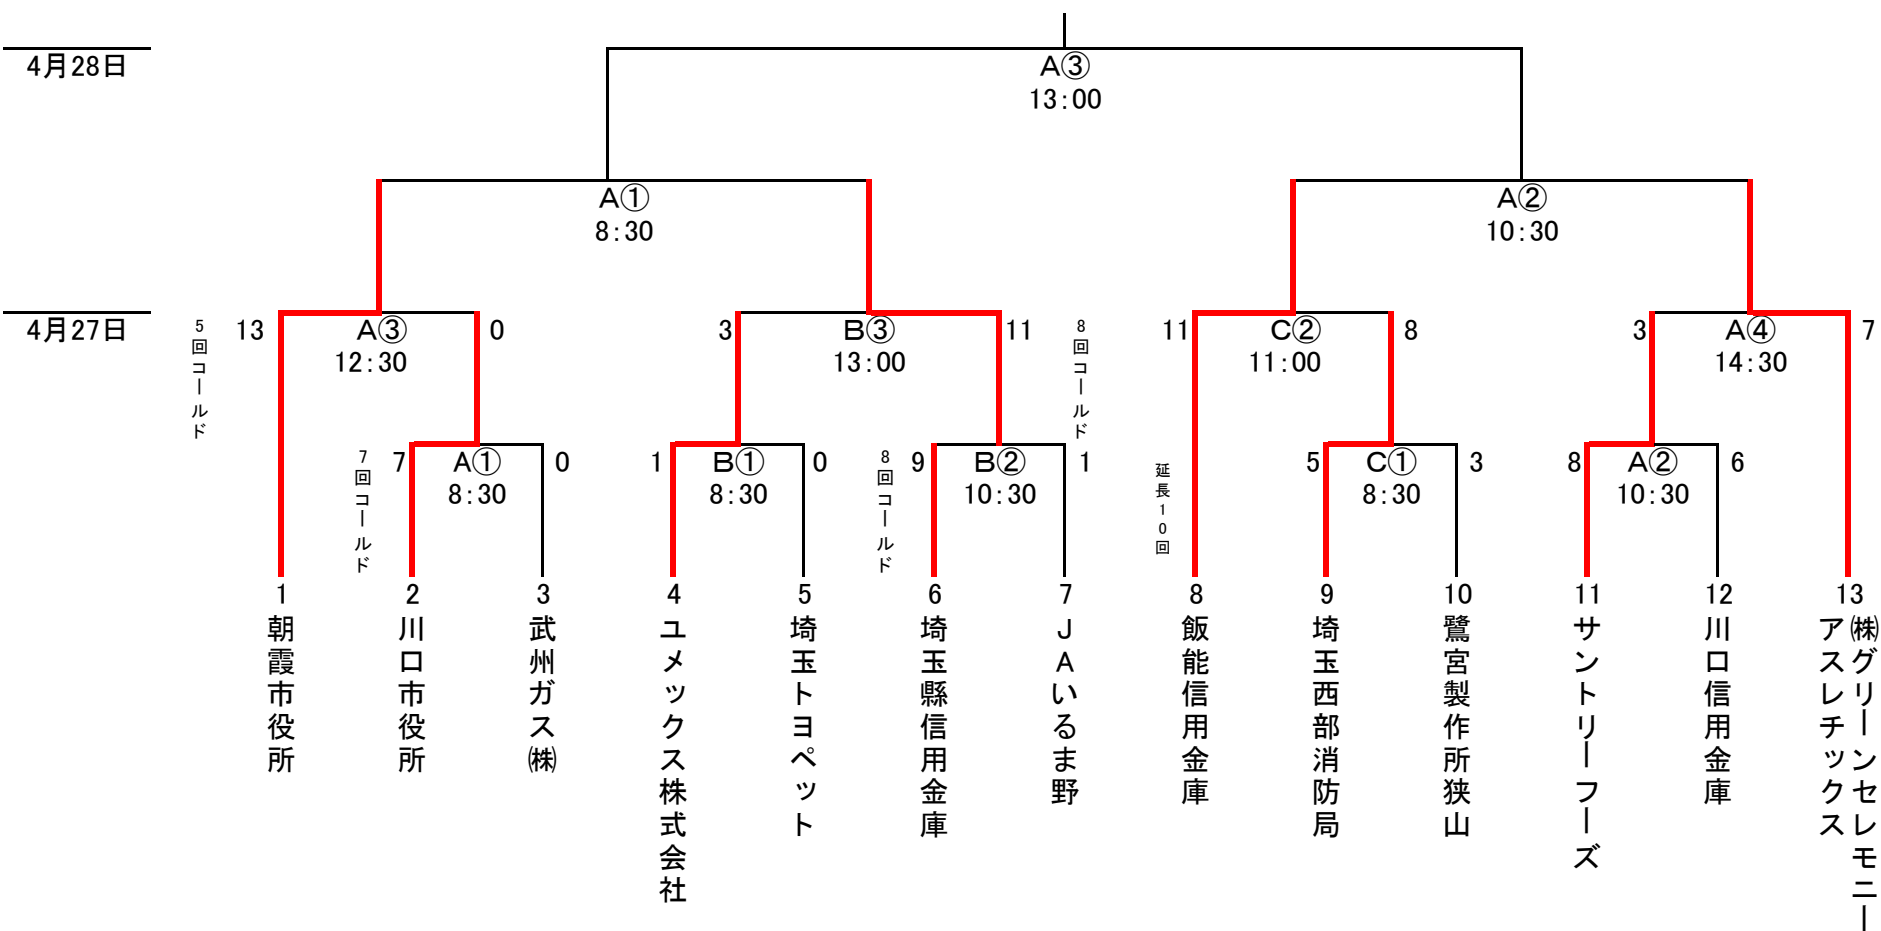 4月28日
A③
13:00
A①
8:30
A②
10:30
4月27日
5回コールド
13
A③
12:30
0
3
B③
13:00
11
8回コールド
11
C②
11:00
8
3
A④
14:30
7
7回コールド
7
A①
8:30
0
1
B①
8:30
0
8回コールド
9
B②
10:30
1
延長10回
5
C①
8:30
3
8
A②
10:30
6
1
朝霞市役所
2
川口市役所
3
武州ガス㈱
4
ユメックス株式会社
5
埼玉トヨペット
6
埼玉縣信用金庫
7
JAいるま野
8
飯能信用金庫
9
埼玉西部消防局
10
鷺宮製作所狭山
11
サントリーフーズ
12
川口信用金庫
13
㈱グリーンセレモニー
アスレチックス